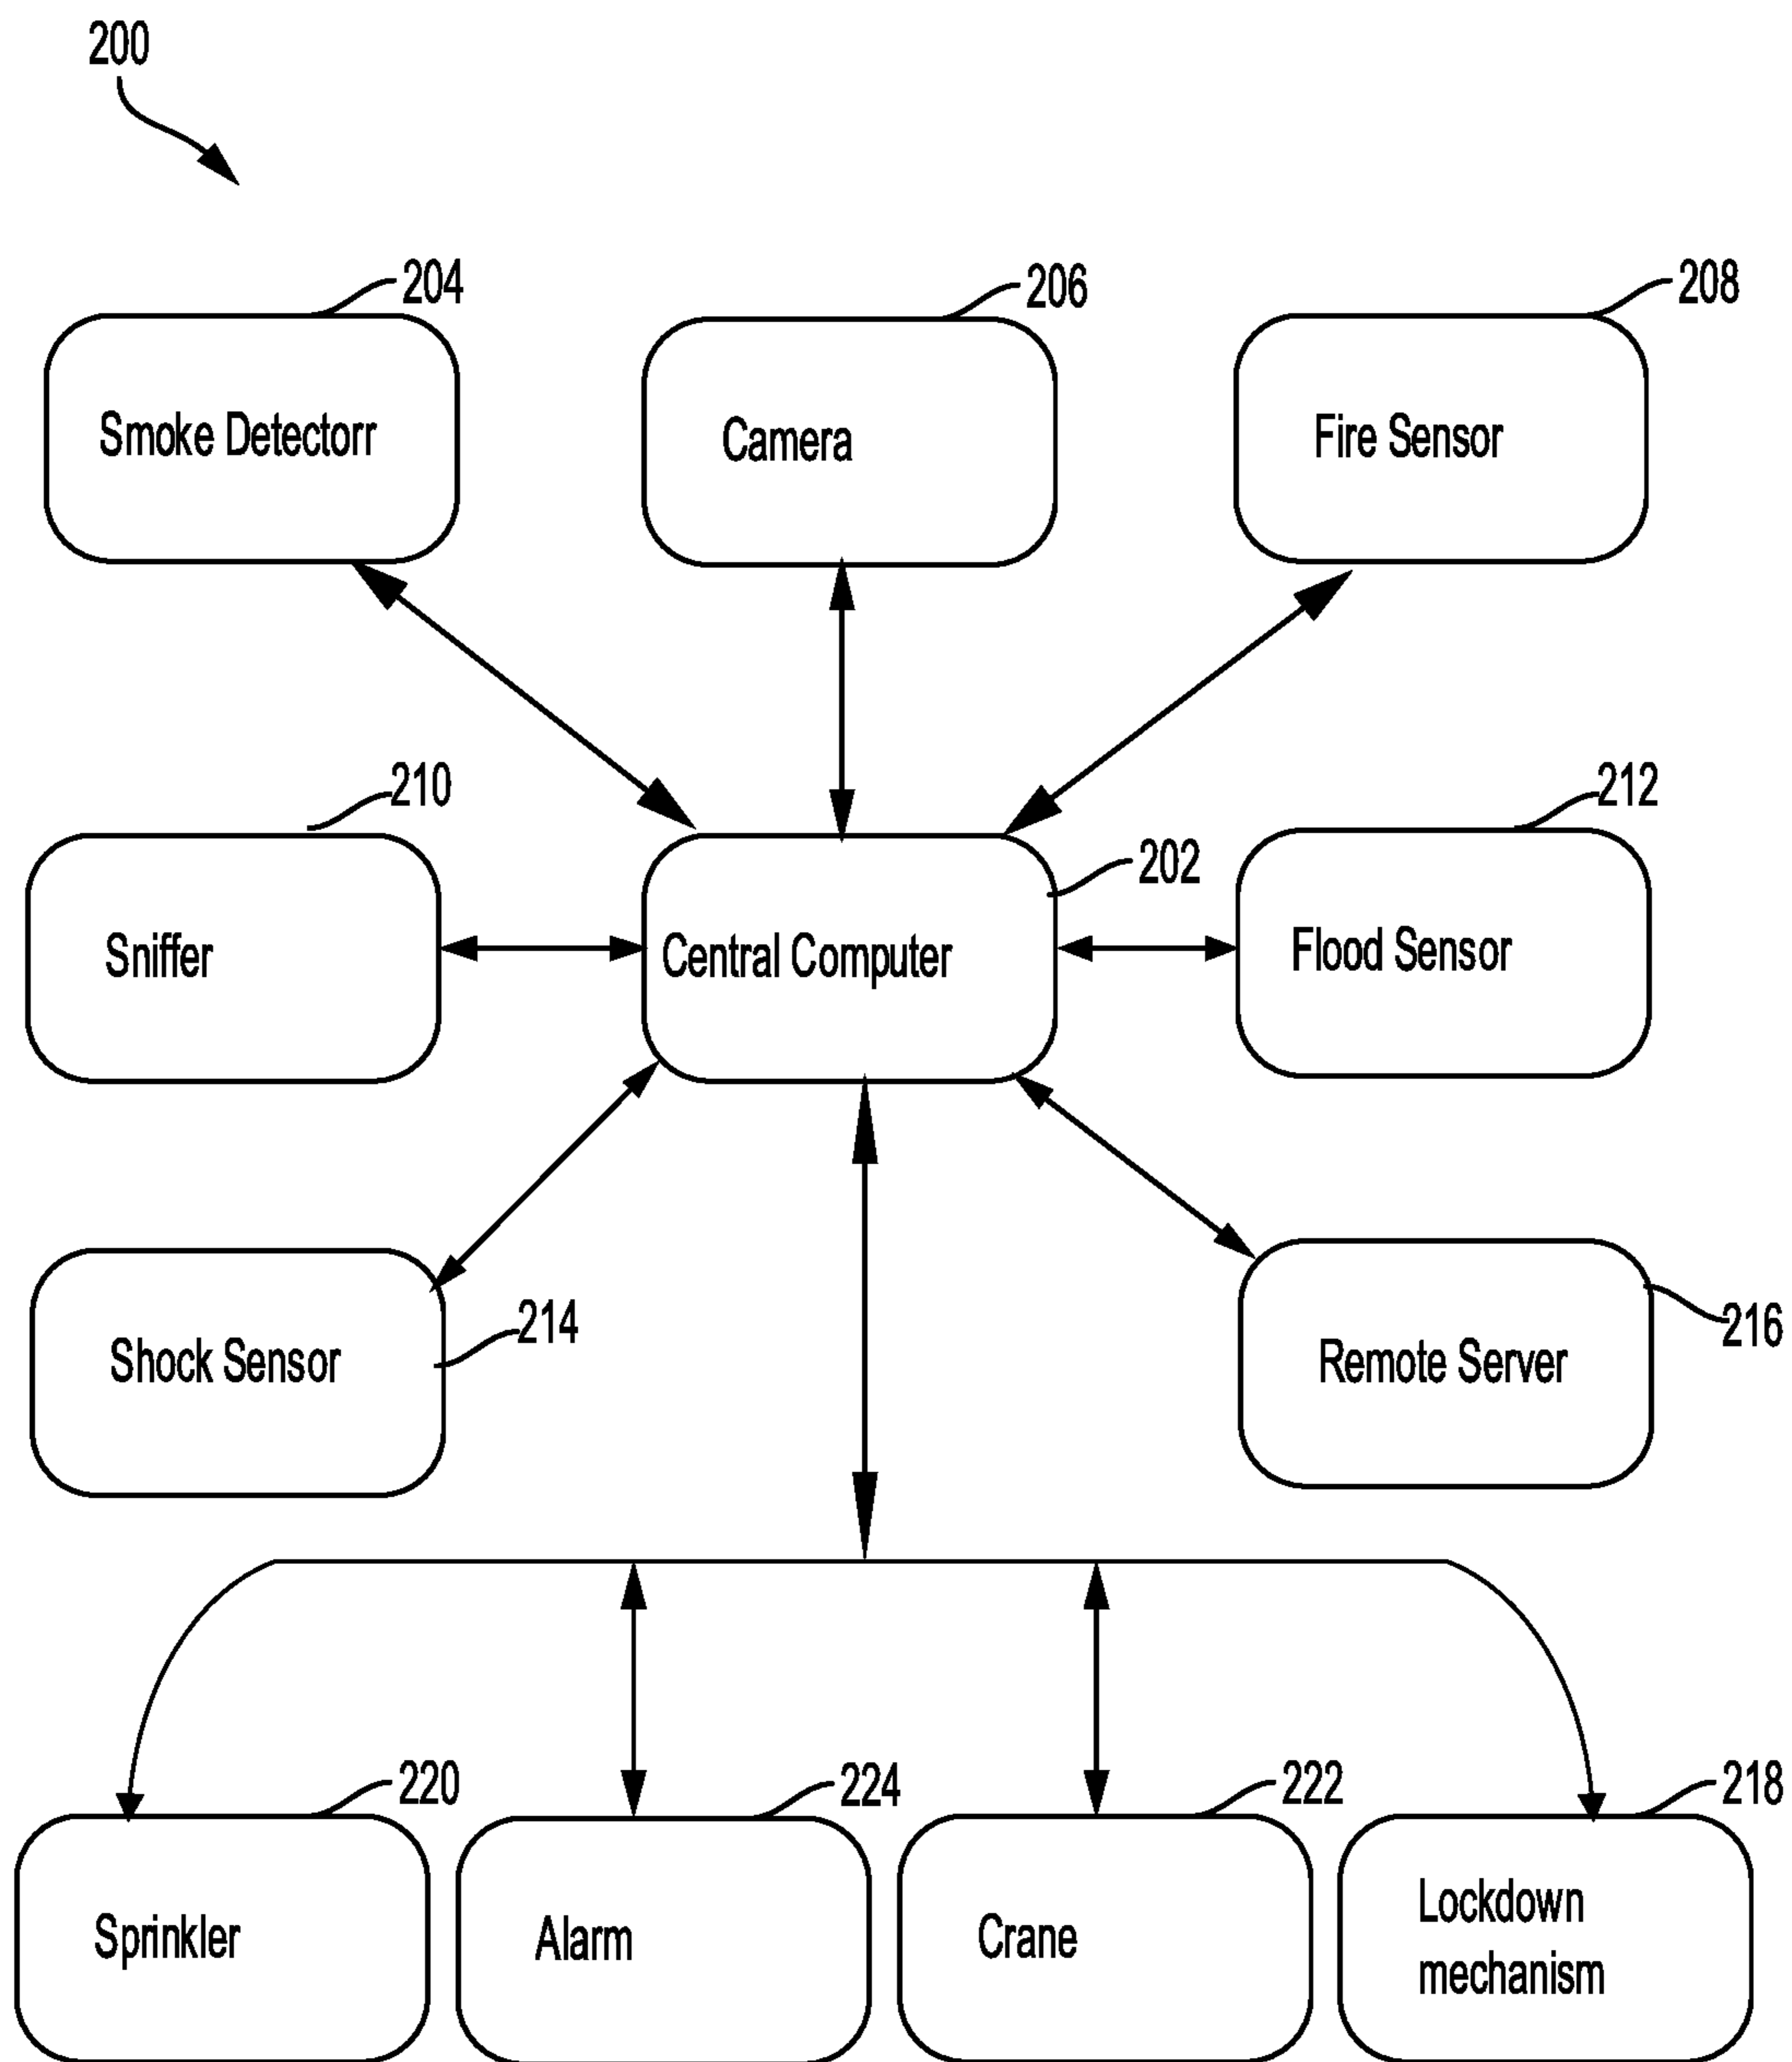 200
204
206
208
Smoke Detectorr
Camera
Fire Sensor
210
212
202
Sniffer
Central Computer
Flood Sensor
214
216
Shock Sensor
Remote Server
220
224
222
218
Sprinkler
Alarm
Crane
Lockdown
mechanism